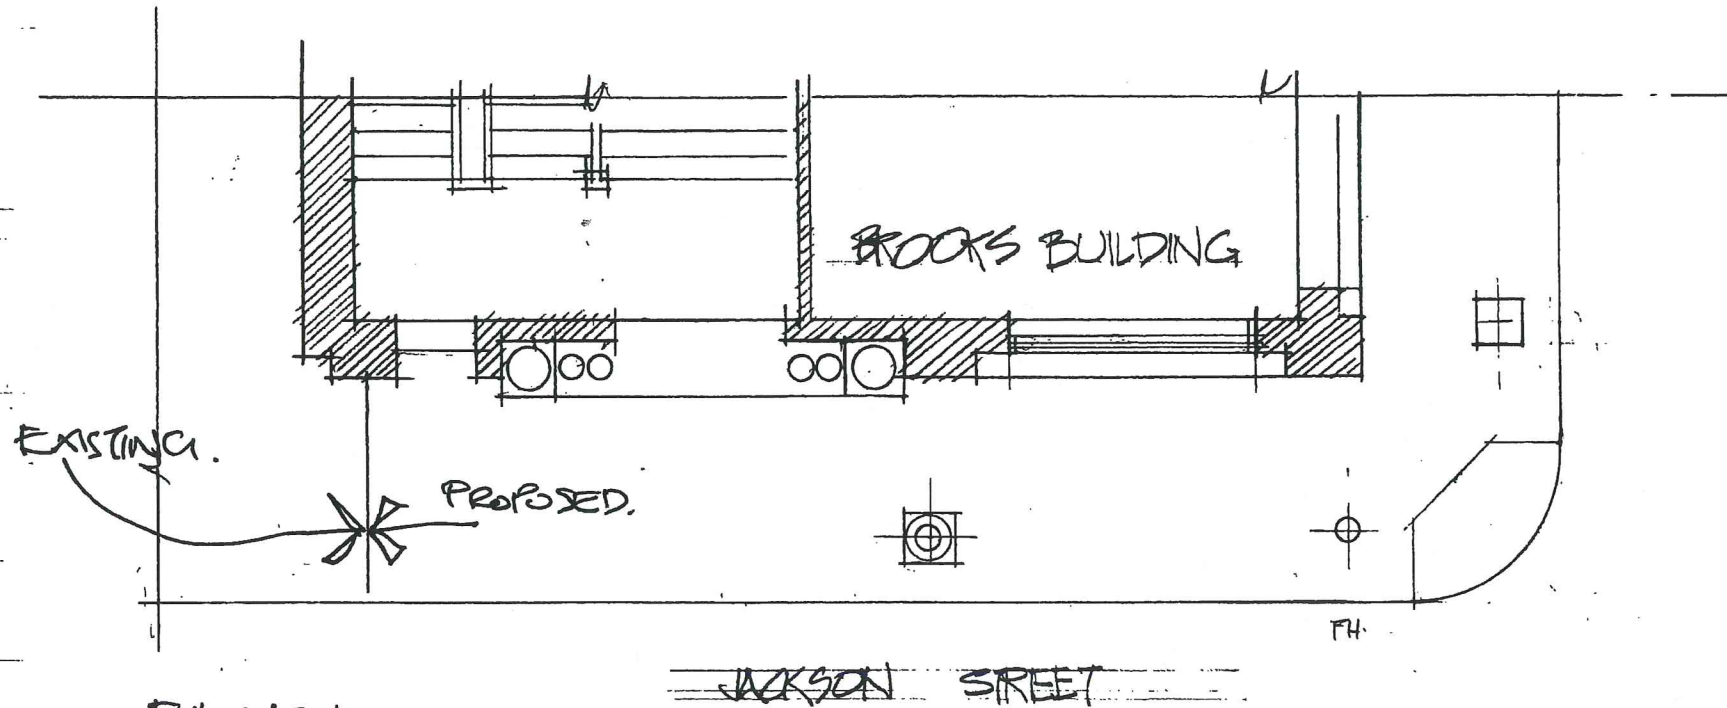 BROOKS BUILDING
EXISTING.
PROPOSED.
FH.
JACKSON STREET